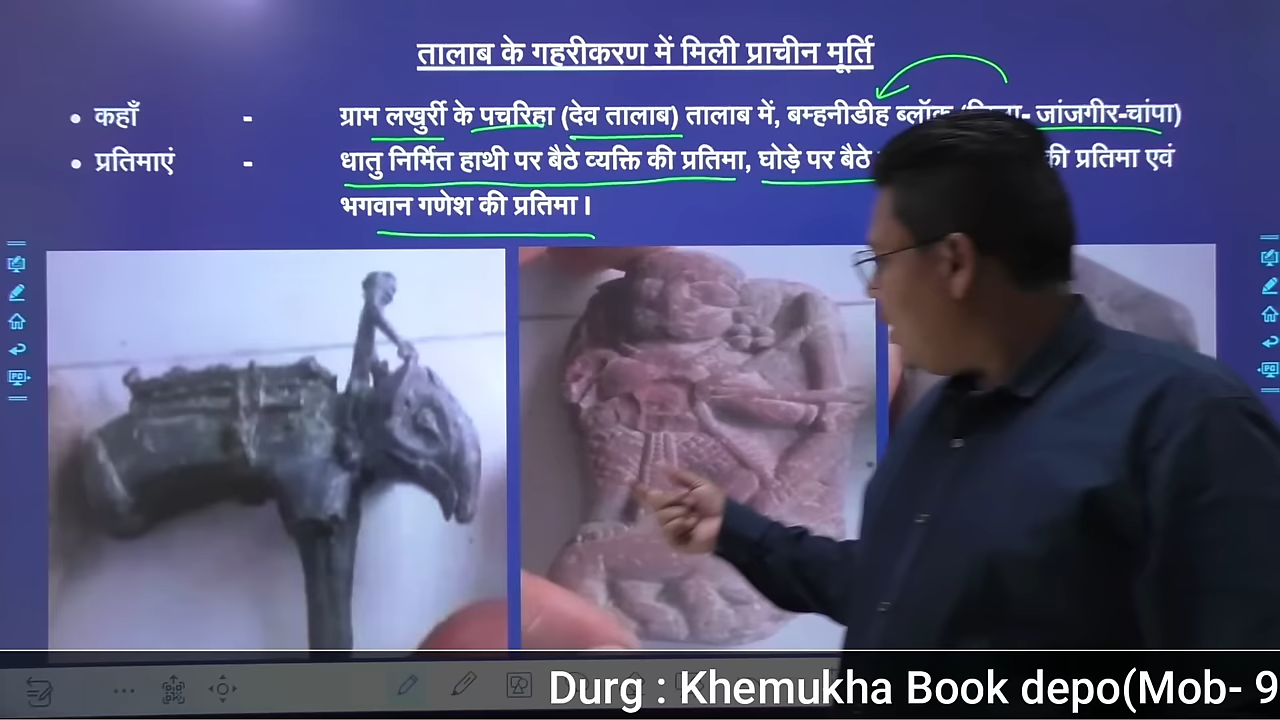 तालाब के गहरीकरण में मिली प्राचीन मूर्ति
• कहाँ - ग्राम लखुर्री के पचरिहा (देव तालाब) तालाब में, बम्हनीडीह ब्लॉक जांजगीर-चांपा)
• प्रतिमाएं - धातु निर्मित हाथी पर बैठे व्यक्ति की प्रतिमा, घोड़े पर बैठे की प्रतिमा एवं
भगवान गणेश की प्रतिमा ।
Durg : Khemukha Book depo(Mob- 9